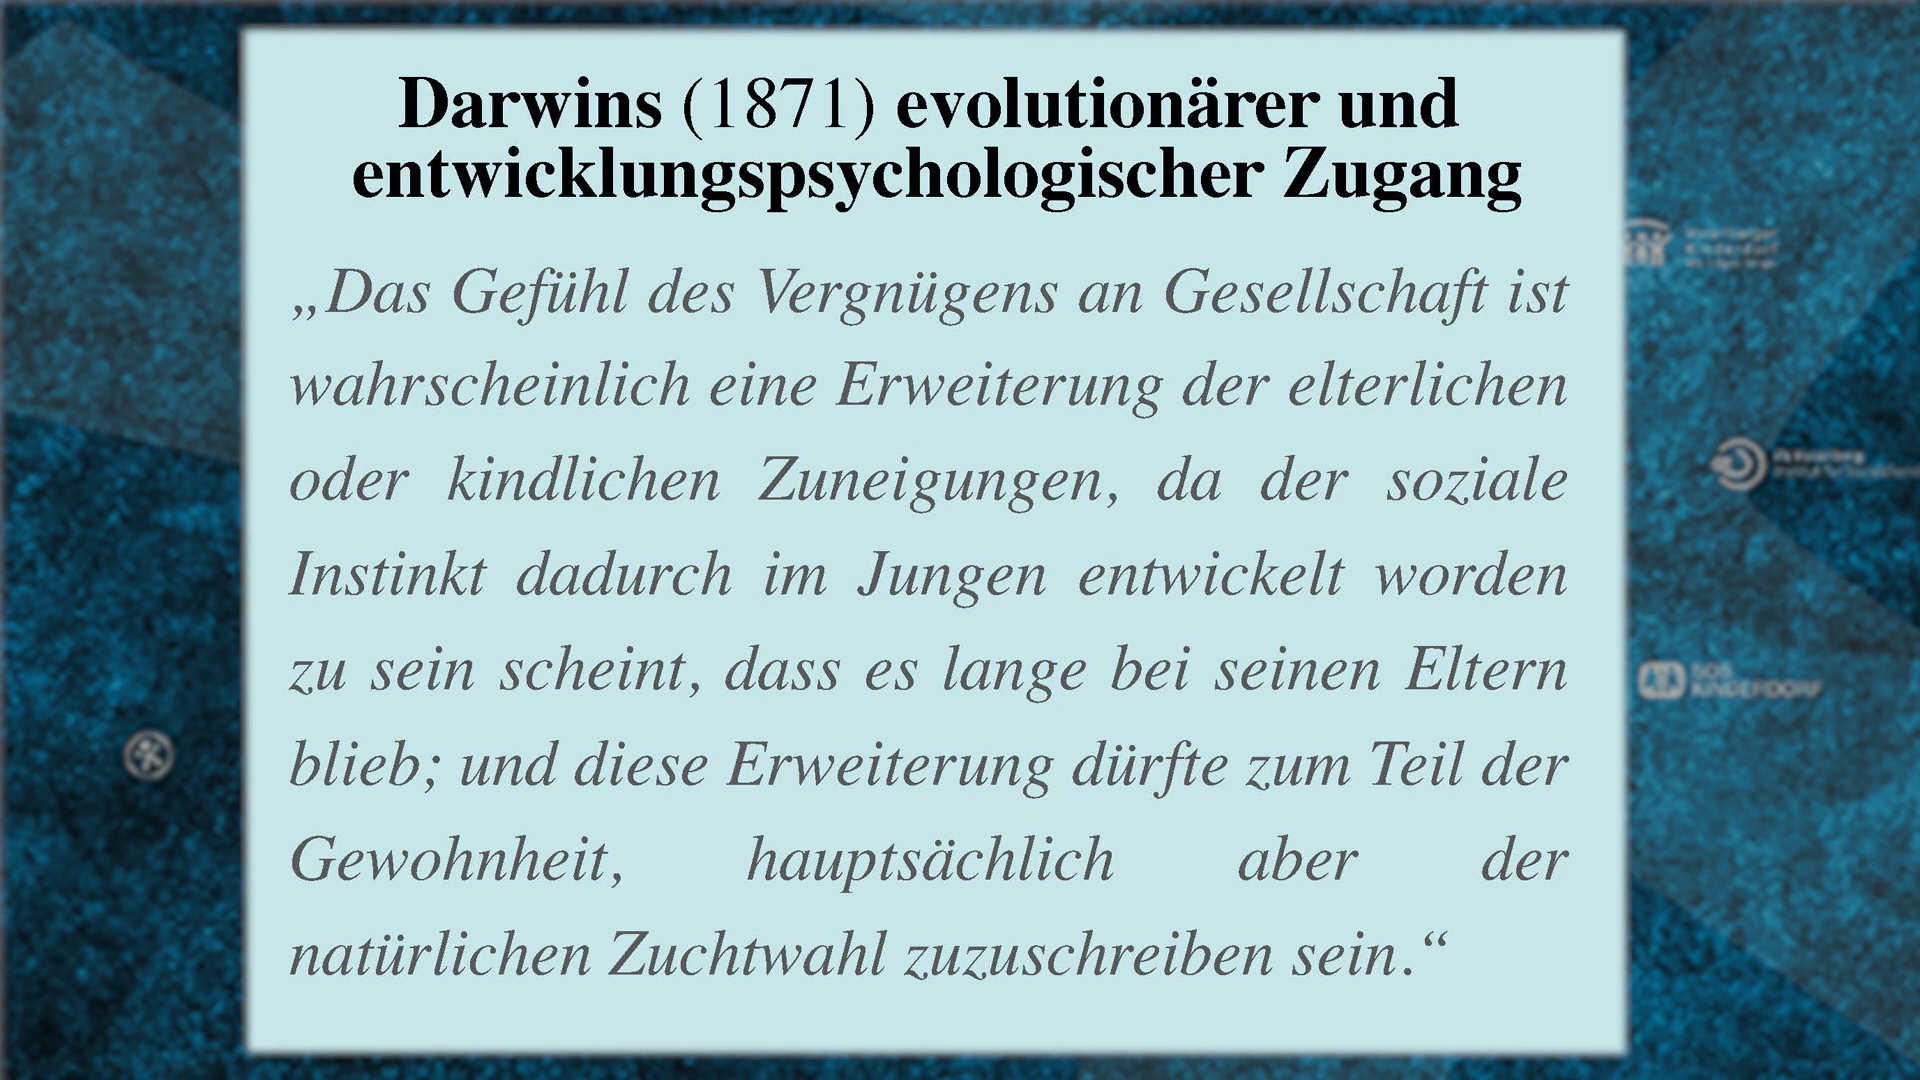 Darwins (1871) evolutionärer und
entwicklungspsychologischer Zugang
„Das Gefühl des Vergnügens an Gesellschaft ist
wahrscheinlich eine Erweiterung der elterlichen
oder kindlichen Zuneigungen, da der soziale
Instinkt dadurch im Jungen entwickelt worden
zu sein scheint, dass es lange bei seinen Eltern
blieb; und diese Erweiterung dürfte zum Teil der
Gewohnheit, hauptsächlich aber der
natürlichen Zuchtwahl zuzuschreiben sein.“
SOS
KINDERDORF